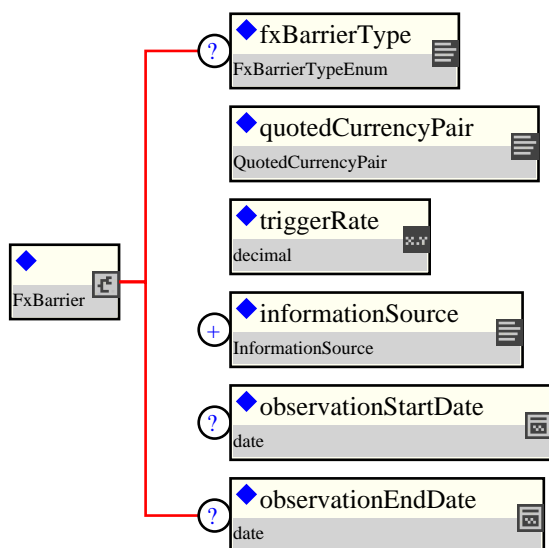 ?
fxBarrierType
FxBarrierTypeEnum
quotedCurrencyPair
QuotedCurrencyPair
triggerRate
x.y
decimal
FxBarrier
+
informationSource
InformationSource
?
observationStartDate
date
?
observationEndDate
date